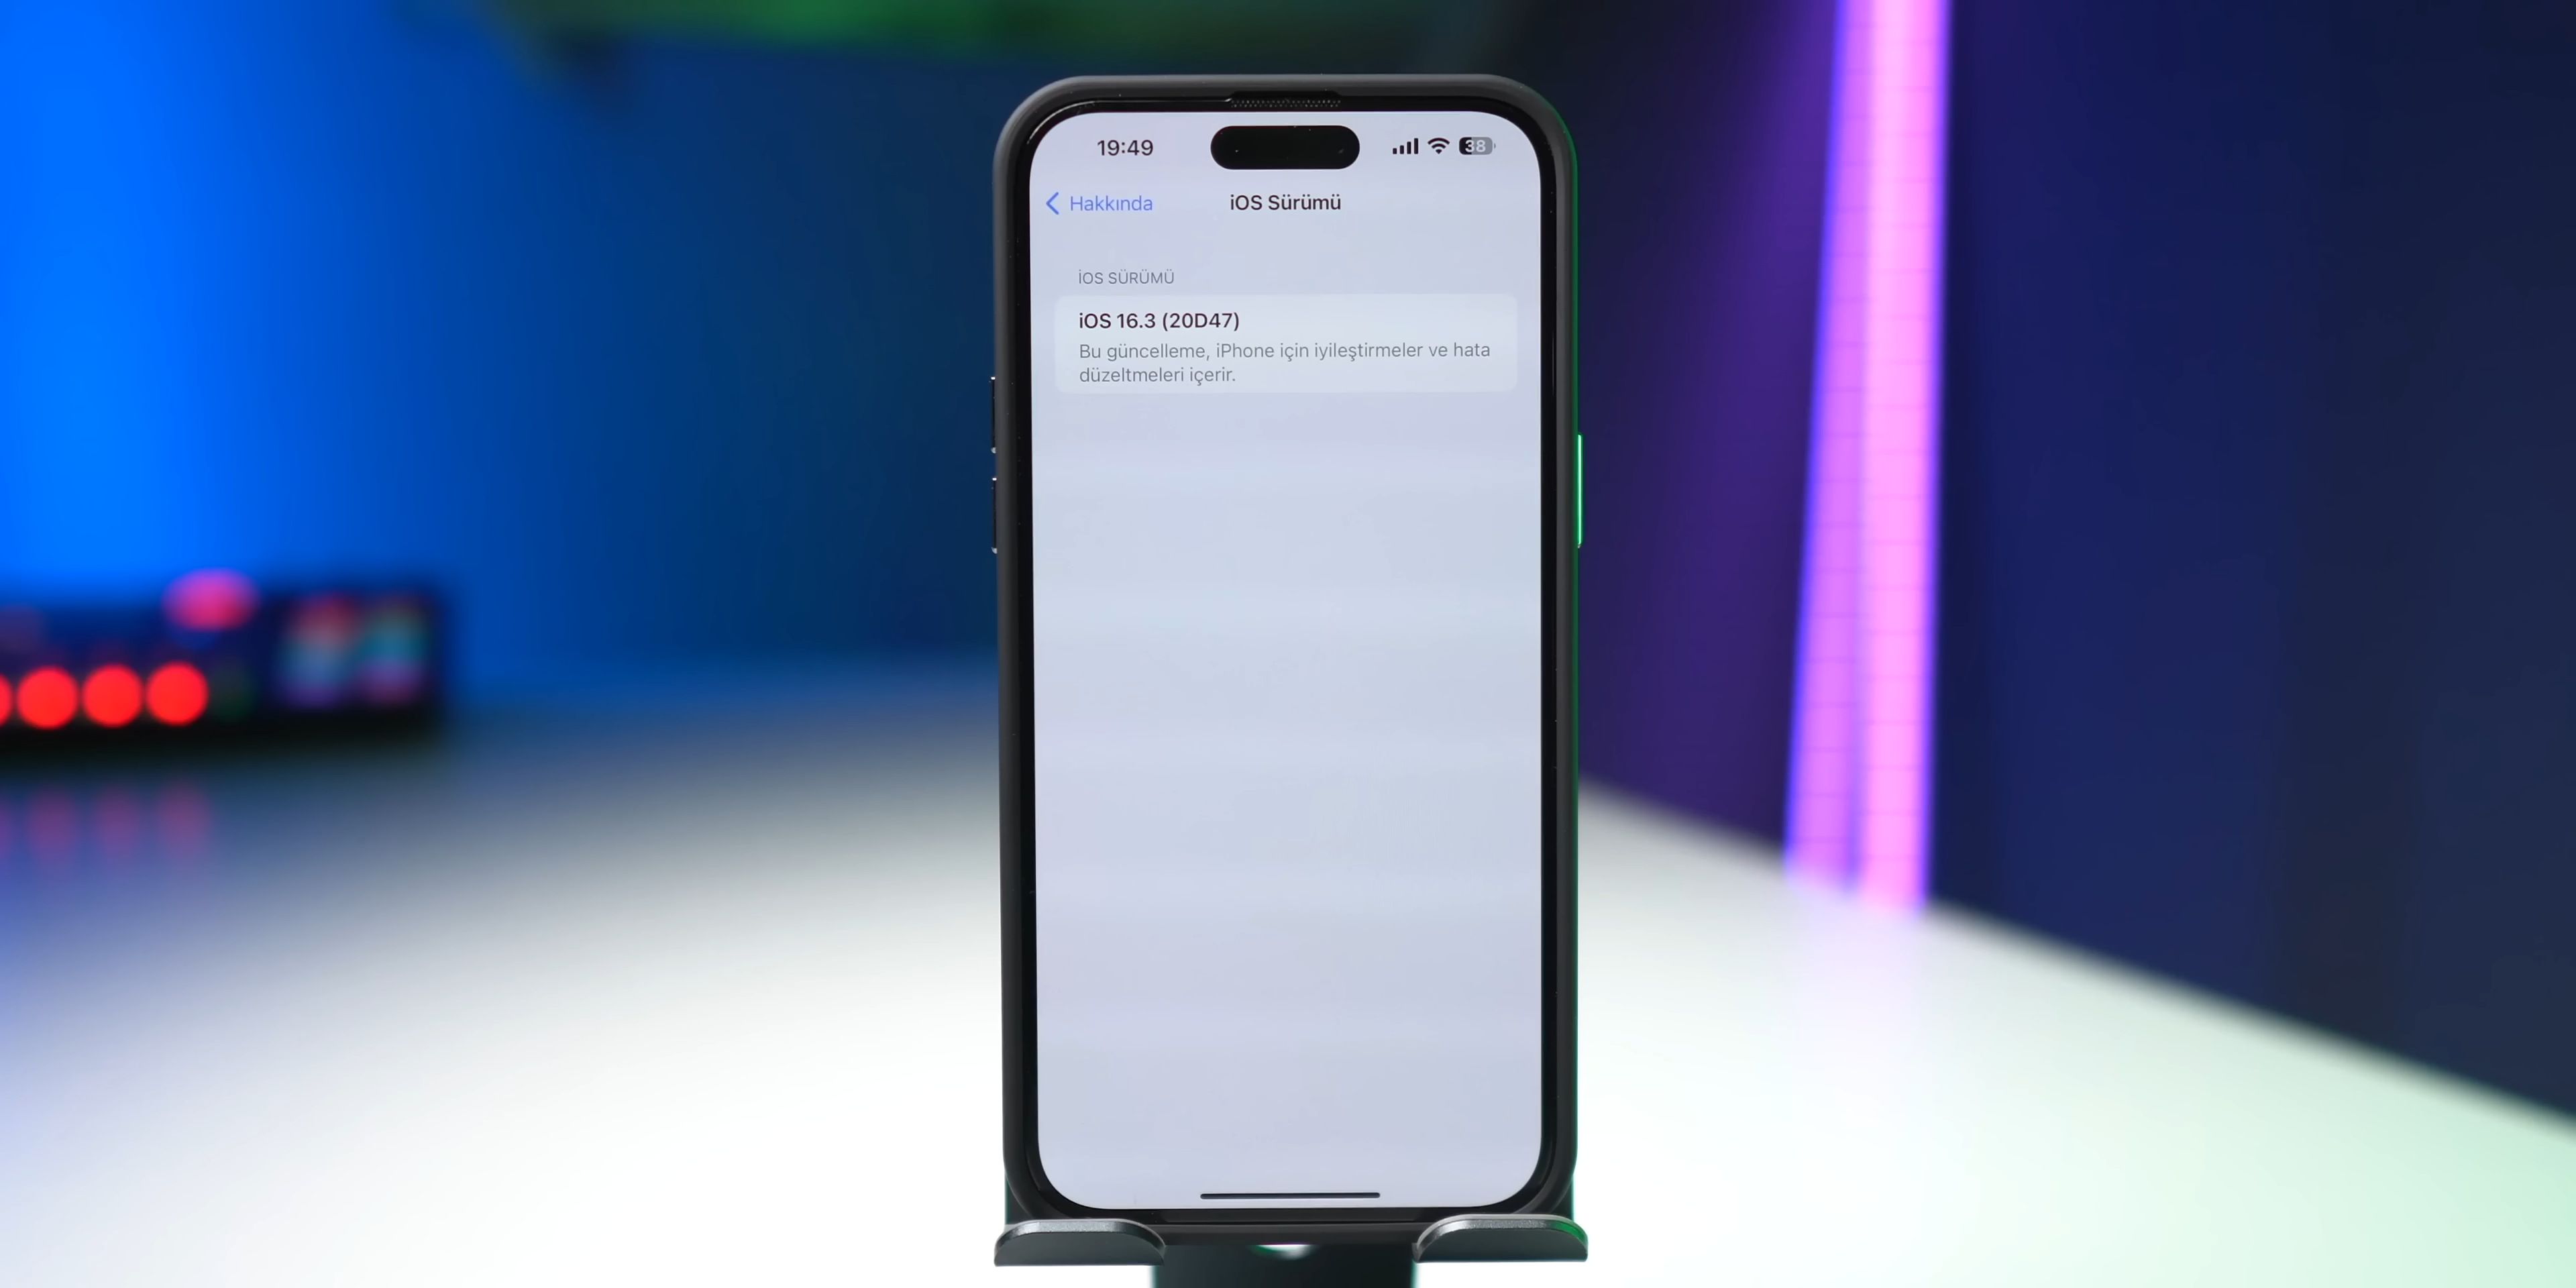 19:49
38
Hakkında
iOS Sürümü
İOS SÜRÜMÜ
iOS 16.3 (20D47)
Bu güncelleme, iPhone için iyileştirmeler ve hata
düzeltmeleri içerir.